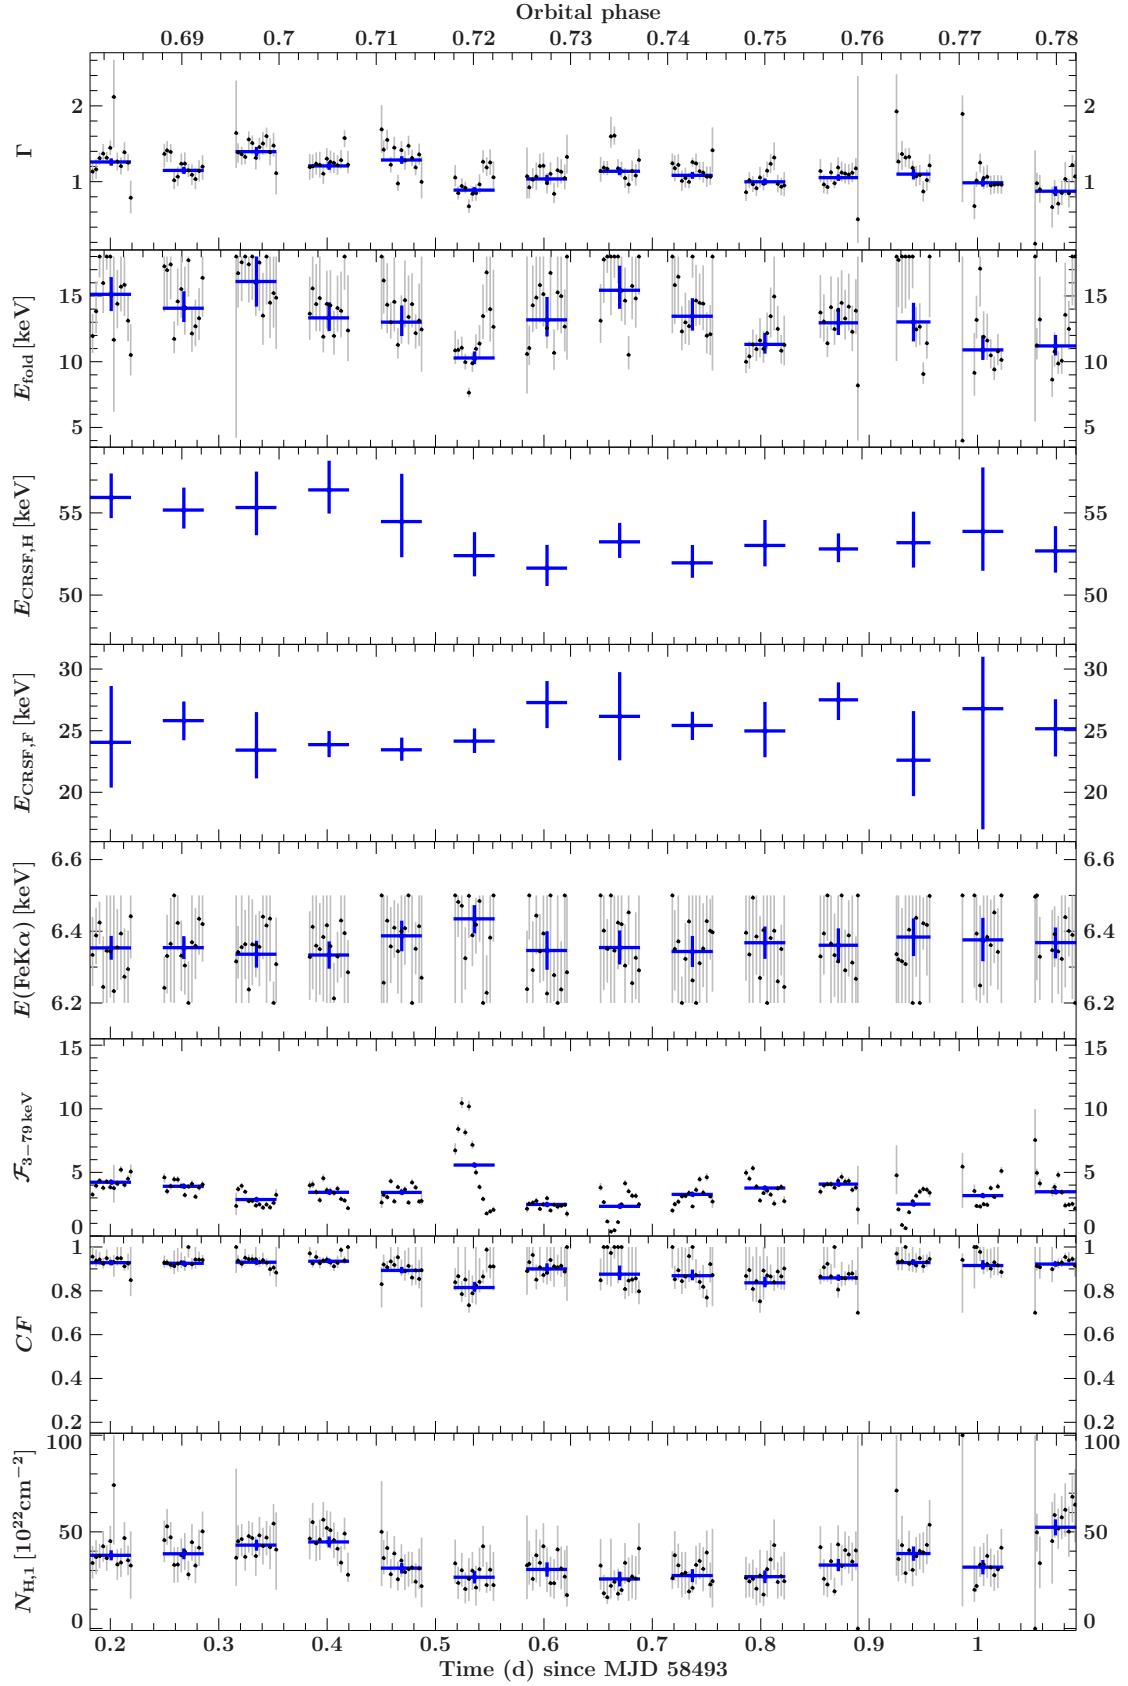 Orbital phase
0.69 0.7 0.71 0.72 0.73 0.74 0.75 0.76 0.77 0.78
2 2
1 1
Γ
15 15
10 10
5 5
E_fold [keV]
55 55
50 50
E_CRSF,H [keV]
30 30
25 25
20 20
E_CRSF,F [keV]
6.6 6.6
6.4 6.4
6.2 6.2
E(FeKα) [keV]
15 15
10 10
5 5
0 0
ℱ_3−79 keV
1 1
0.8 0.8
0.6 0.6
0.4 0.4
0.2 0.2
CF
100 100
50 50
0 0
N_H,1 [10²²cm⁻²]
0.2 0.3 0.4 0.5 0.6 0.7 0.8 0.9 1
Time (d) since MJD 58493